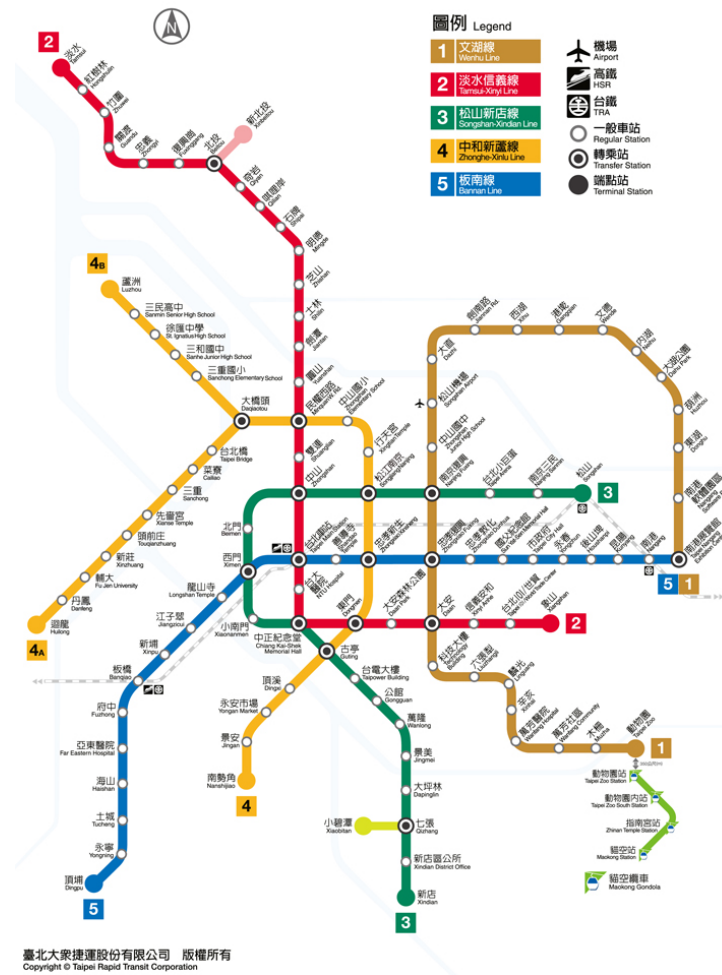 圖例 Legend
1 文湖線
Wenhu Line
2 淡水信義線
Tamsui-Xinyi Line
3 松山新店線
Songshan-Xindian Line
4 中和新蘆線
Zhonghe-Xinlu Line
5 板南線
Bannan Line
機場
Airport
高鐵
HSR
台鐵
TRA
一般車站
Regular Station
轉乘站
Transfer Station
端點站
Terminal Station
N
2
淡水
Tamsui
紅樹林
Hongshulin
竹圍
Zhuwei
關渡
Guandu
忠義
Zhongyi
復興崗
Fuxinggang
北投
Beitou
新北投
Xinbeitou
奇岩
Qiyan
唭哩岸
Qilian
石牌
Shipai
明德
Mingde
芝山
Zhishan
士林
Shilin
劍潭
Jiantan
圓山
Yuanshan
民權西路
Minquan W. Rd.
雙連
Shuanglian
中山
Zhongshan
台北車站
Taipei Main Station
台大醫院
NTU Hospital
中正紀念堂
Chiang Kai-Shek
Memorial Hall
東門
Dongmen
大安森林公園
Daan Park
大安
Daan
信義安和
Xinyi Anhe
台北101/世貿
象山
Xiangshan
2
4B
蘆洲
Luzhou
三民高中
Sanmin Senior High School
徐匯中學
St. Ignatius High School
三和國中
Sanhe Junior High School
三重國小
Sanchong Elementary School
大橋頭
Daqiaotou
台北橋
Taipei Bridge
菜寮
Cailiao
三重
Sanchong
先嗇宮
Xianse Temple
頭前庄
Touqianzhuang
新莊
Xinzhuang
輔大
Fu Jen University
丹鳳
Danfeng
迴龍
Huilong
4A
中山國小
Zhongshan
Elementary School
行天宮
Xingtian Temple
松江南京
Songjiang Nanjing
忠孝新生
Zhongxiao Xinsheng
古亭
Guting
頂溪
Dingxi
永安市場
Yongan Market
景安
Jingan
南勢角
Nanshijiao
4
3
松山
Songshan
南京三民
Nanjing Sanmin
台北小巨蛋
Taipei Arena
南京復興
Nanjing Fuxing
北門
Beimen
西門
Ximen
小南門
Xiaonanmen
台電大樓
Taipower Building
公館
Gongguan
萬隆
Wanlong
景美
Jingmei
大坪林
Dapinglin
小碧潭
Xiaobitan
七張
Qizhang
新店區公所
Xindian District Office
新店
Xindian
3
劍南路
Jiannan Rd.
西湖
Xihu
港墘
Gangqian
文德
Wende
內湖
Neihu
大湖公園
Dahu Park
葫洲
Huzhou
東湖
Donghu
南港
軟體園區
南港展覽館
5 1
大直
Dazhi
松山機場
Songshan Airport
中山國中
Zhongshan
Junior High School
忠孝復興
Zhongxiao Fuxing
科技大樓
Technology
Building
六張犁
Liuzhangli
麟光
Linguang
辛亥
Xinhai
萬芳醫院
Wanfang Hospital
萬芳社區
Wanfang Community
木柵
Muzha
動物園
Taipei Zoo
1
善導寺
忠孝敦化
Zhongxiao Dunhua
國父紀念館
Sun Yat-Sen Memorial Hall
市政府
Taipei City Hall
永春
Yongchun
後山埤
Houshanpi
昆陽
Kunyang
南港
Nangang
龍山寺
Longshan Temple
江子翠
Jiangzicui
新埔
Xinpu
板橋
Banqiao
府中
Fuzhong
亞東醫院
Far Eastern Hospital
海山
Haishan
土城
Tucheng
永寧
Yongning
頂埔
Dingpu
5
動物園站
Taipei Zoo Station
動物園內站
Taipei Zoo South Station
指南宮站
Zhinan Temple Station
貓空站
Maokong Station
貓空纜車
Maokong Gondola
臺北大眾捷運股份有限公司 版權所有
Copyright © Taipei Rapid Transit Corporation